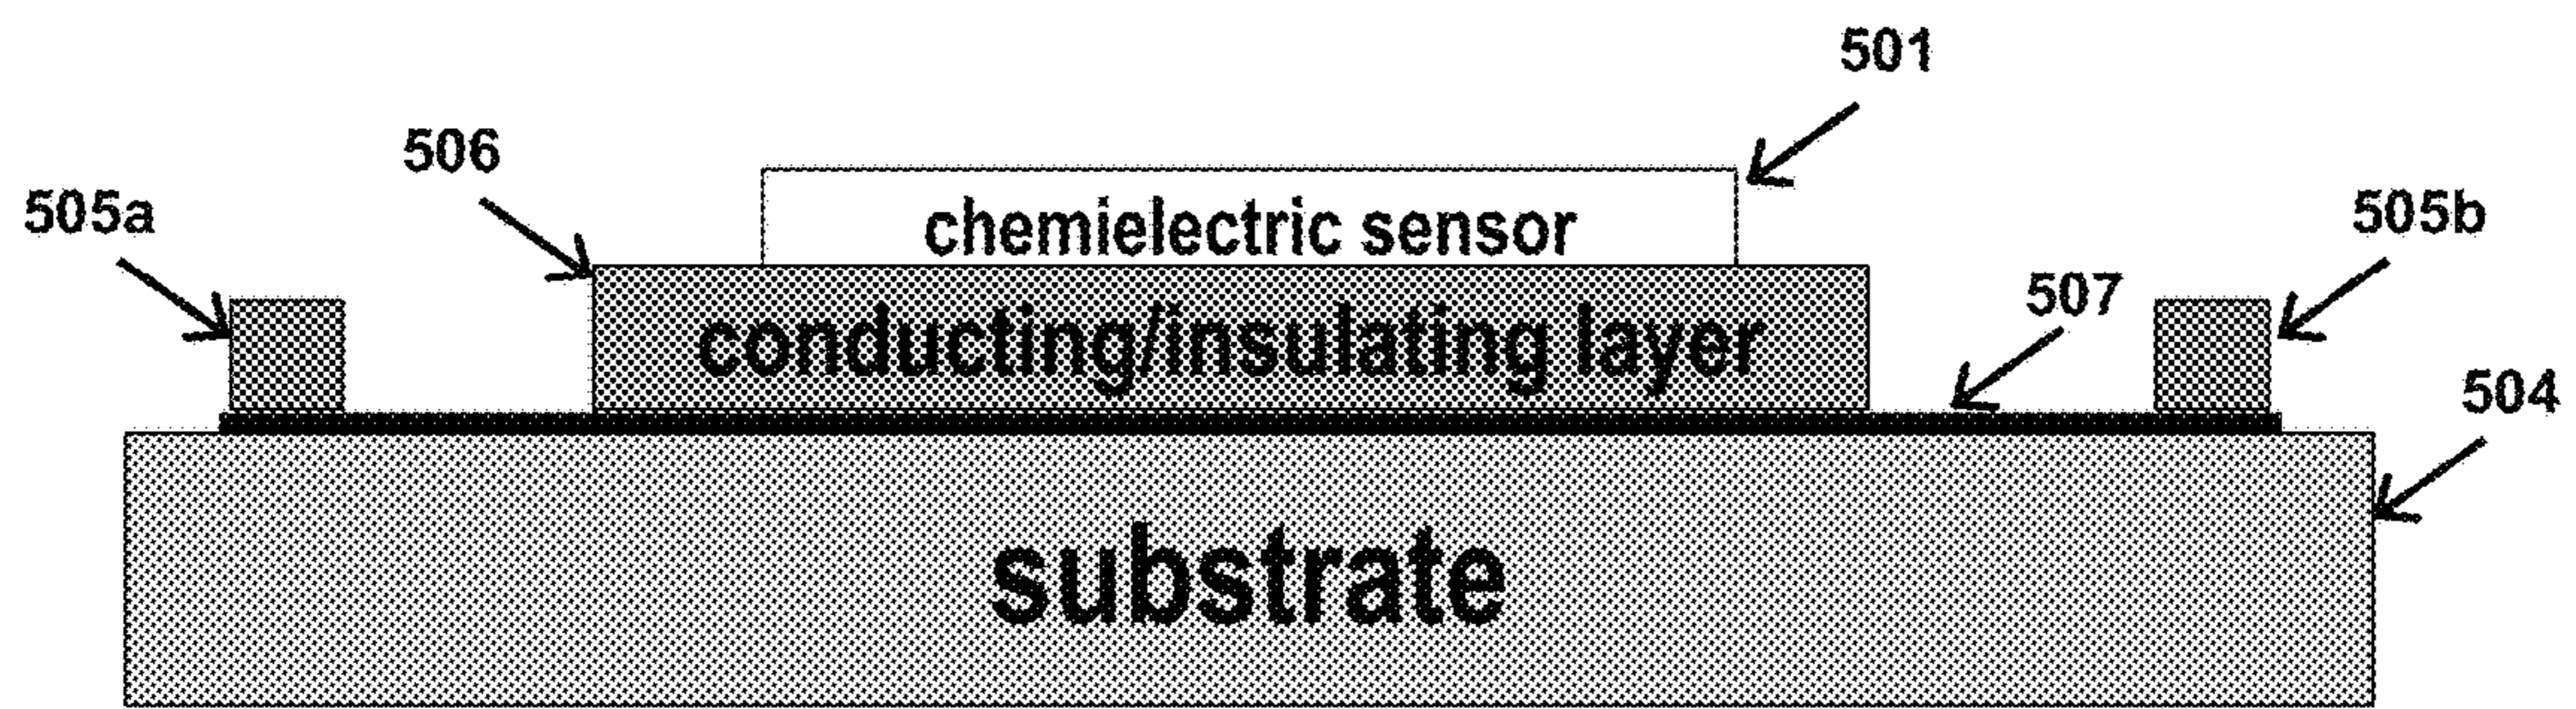 501
506
505a
chemielectric sensor
505b
507
conducting/insulating layer
504
substrate